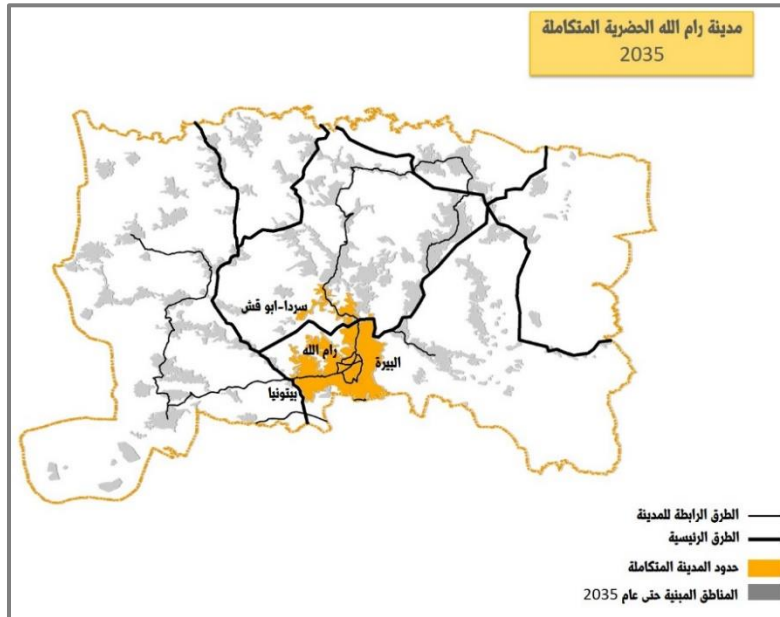 مدينة رام الله الحضرية المتكاملة
2035
سردا-ابو قش
رام الله
البيرة
بيتونيا
الطرق الرابطة للمدينة
الطرق الرئيسية
حدود المدينة المتكاملة
المناطق المبنية حتى عام 2035